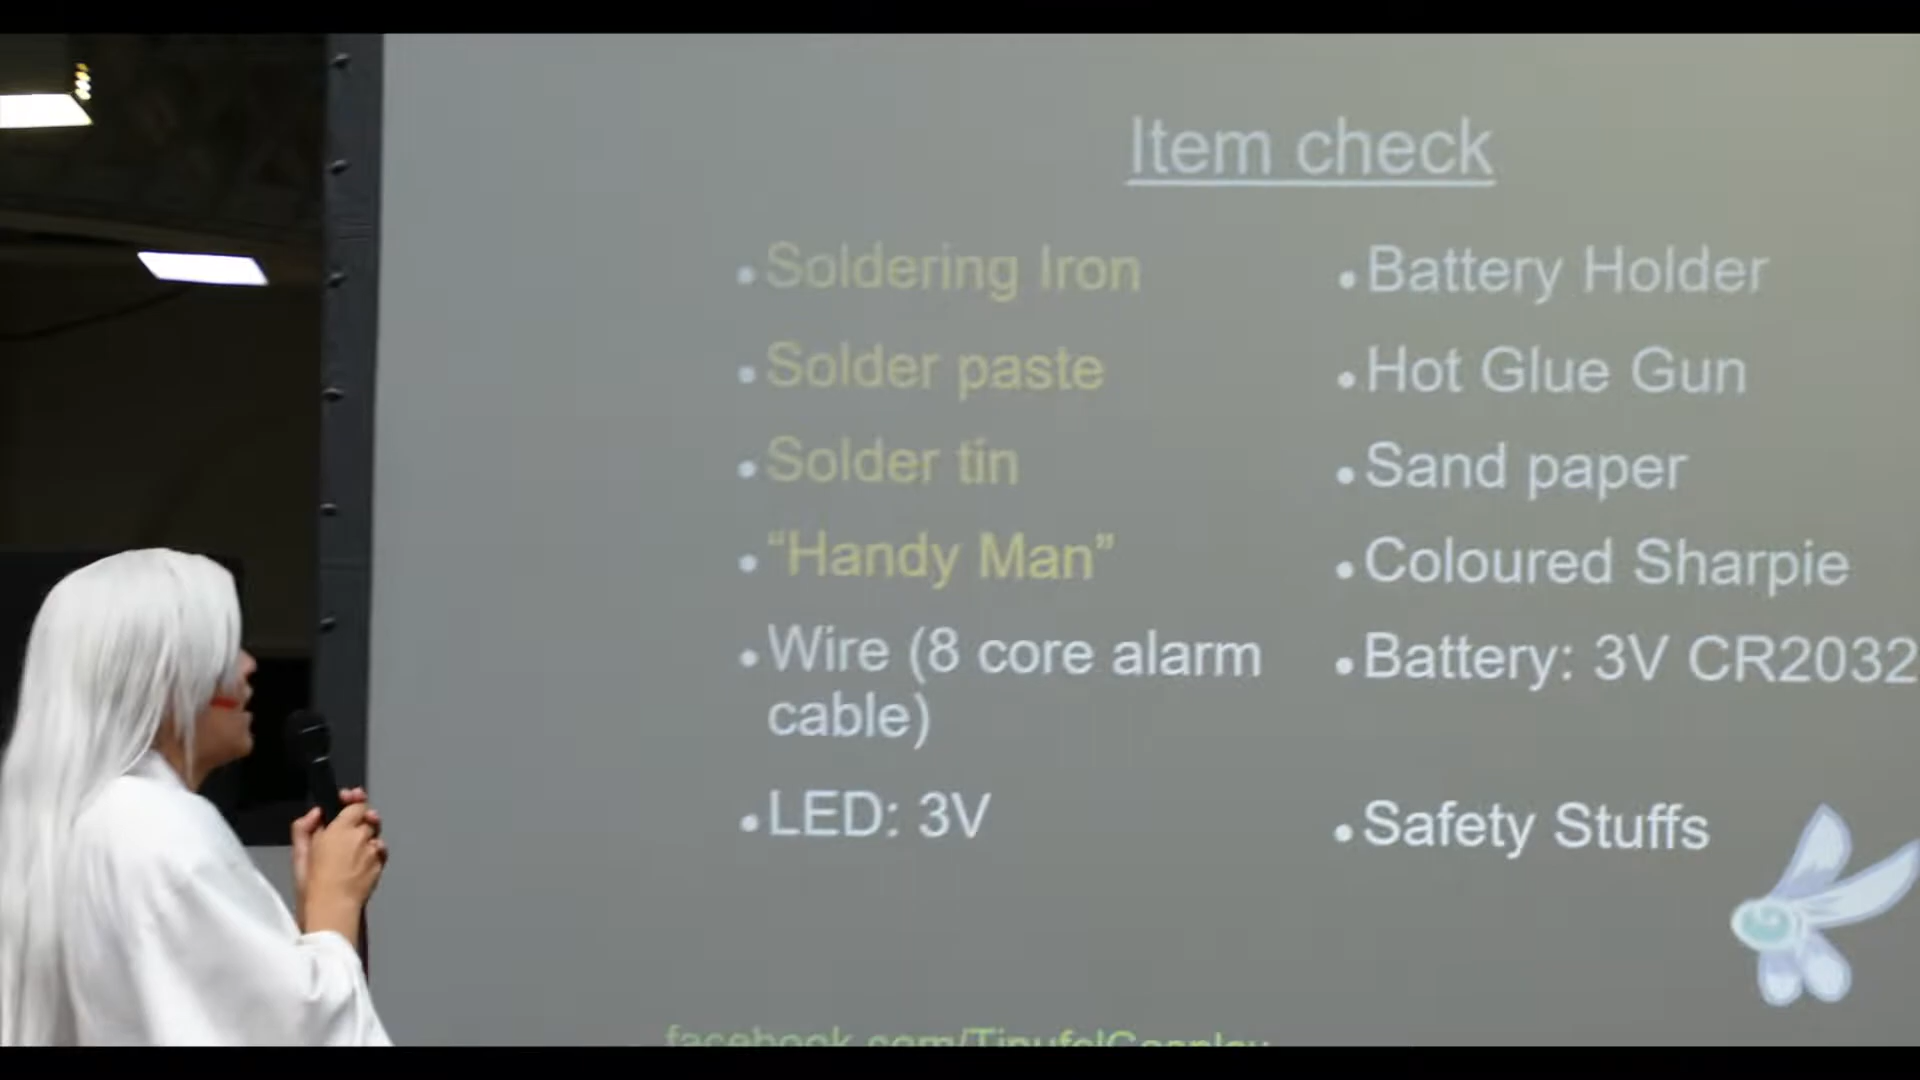 Item check
• Soldering Iron
• Solder paste
• Solder tin
• “Handy Man”
• Wire (8 core alarm
cable)
• LED: 3V
• Battery Holder
• Hot Glue Gun
• Sand paper
• Coloured Sharpie
• Battery: 3V CR2032
• Safety Stuffs
facebook.com/TinufelCosplay